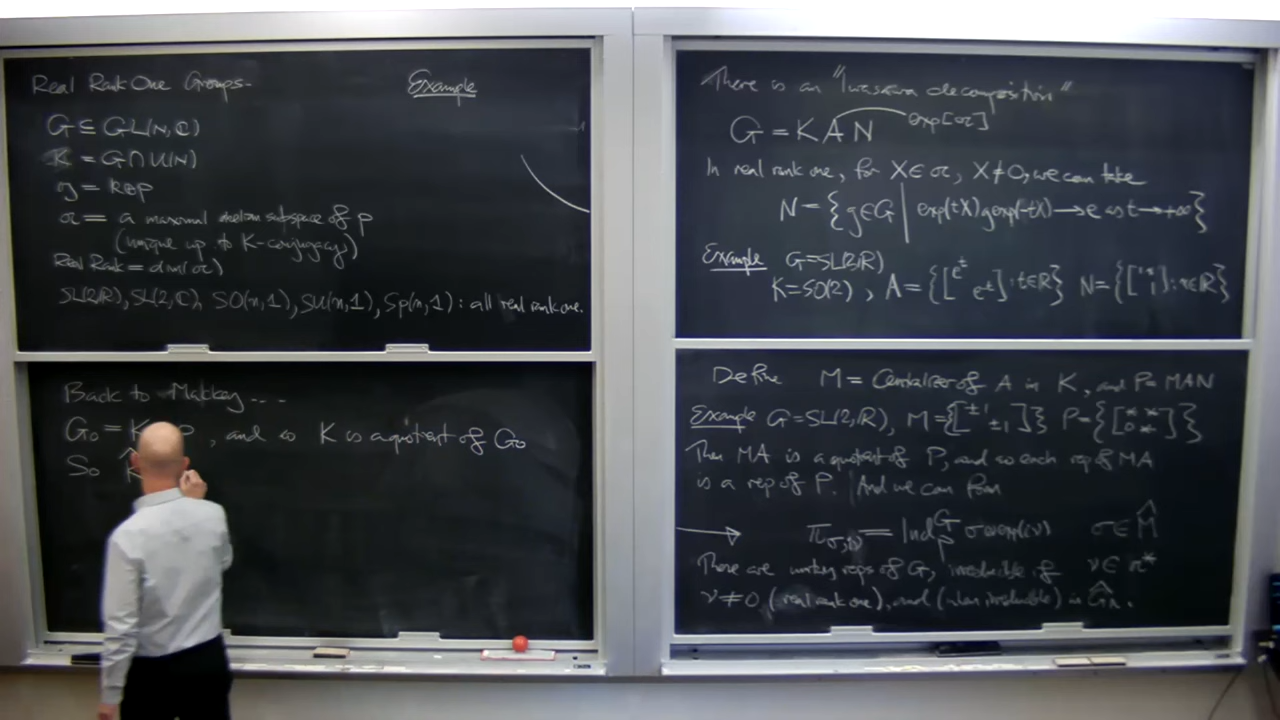 Real Rank One Groups-
Example
G ⊆ GL(N,ℂ)
K = G∩U(N)
𝔤 = k⊕p
𝔞 = a maximal abelian subspace of p
(unique up to K-conjugacy)
Real Rank = dim(𝔞)
SL(2,ℝ), SL(2,ℂ), SO(n,1), SU(n,1), Sp(n,1): all real rank one.
Back to Mackey....
G₀ = K p, and so K is a quotient of G₀
So
There is an "Iwasawa decomposition"
G = KAN exp[𝔞]
In real rank one, for X∈𝔞, X≠0, we can take
N = {g∈G | exp(tX)g exp(-tX) → e as t→+∞}
Example G=SL(2,ℝ)
K=SO(2), A={[e^t e^-t]: t∈ℝ} N={[1 n 1]: n∈ℝ}
Define M = Centralizer of A in K, and P=MAN
Example G=SL(2,ℝ), M={[±1 ±1]} P={[* * 0 *]}
Then MA is a quotient of P, and so each rep of MA
is a rep of P. And we can form
→ π_σ,ν = Ind_P^G σ⊗exp(iν) σ∈M̂
These are unitary reps of G, irreducible if ν∈𝔞*
ν≠0 (real rank one), and (when irreducible) in Ĝ_λ.